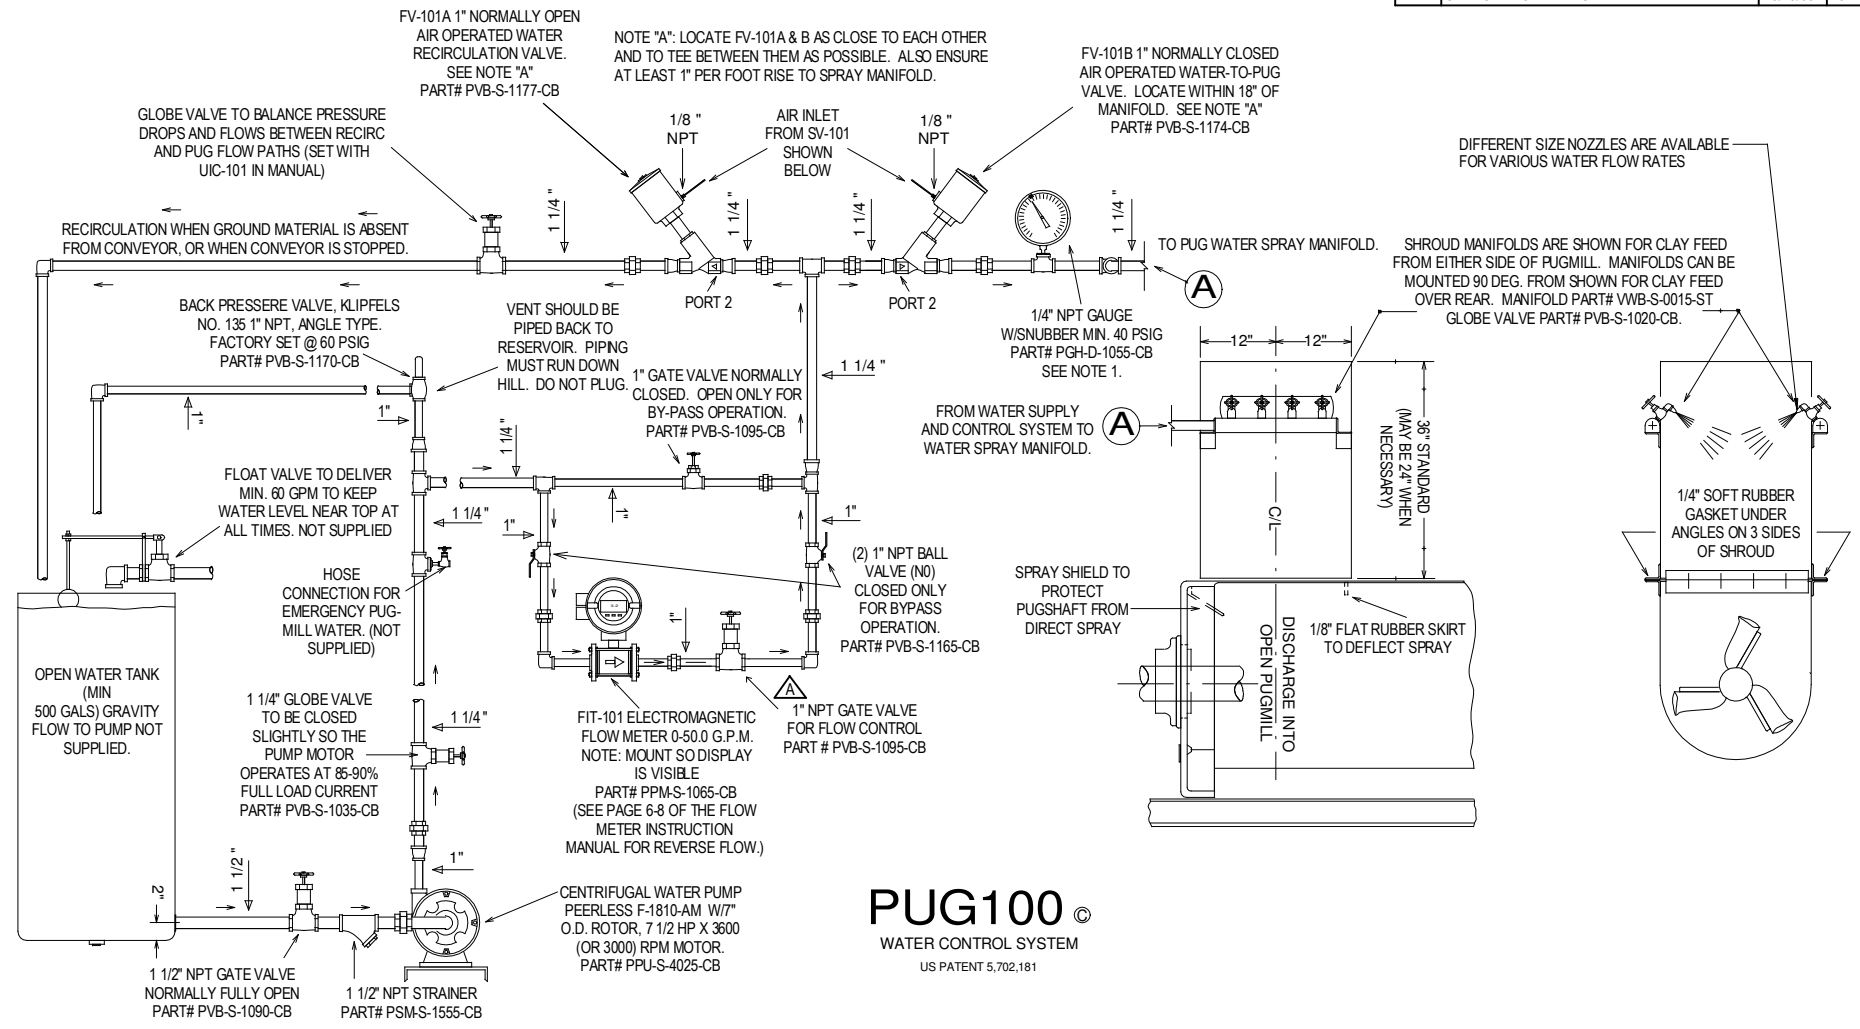 FV-101A 1" NORMALLY OPEN
AIR OPERATED WATER
RECIRCULATION VALVE.
SEE NOTE "A"
PART# PVB-S-1177-CB
NOTE "A": LOCATE FV-101A & B AS CLOSE TO EACH OTHER
AND TO TEE BETWEEN THEM AS POSSIBLE. ALSO ENSURE
AT LEAST 1" PER FOOT RISE TO SPRAY MANIFOLD.
FV-101B 1" NORMALLY CLOSED
AIR OPERATED WATER-TO-PUG
VALVE. LOCATE WITHIN 18" OF
MANIFOLD. SEE NOTE "A"
PART# PVB-S-1174-CB
GLOBE VALVE TO BALANCE PRESSURE
DROPS AND FLOWS BETWEEN RECIRC
AND PUG FLOW PATHS (SET WITH
UIC-101 IN MANUAL)
1/8 "
NPT
AIR INLET
FROM SV-101
SHOWN
BELOW
1/8 "
NPT
DIFFERENT SIZE NOZZLES ARE AVAILABLE
FOR VARIOUS WATER FLOW RATES
1 1/4 "
1 1/4 "
1 1/4 "
1 1/4 "
RECIRCULATION WHEN GROUND MATERIAL IS ABSENT
FROM CONVEYOR, OR WHEN CONVEYOR IS STOPPED.
TO PUG WATER SPRAY MANIFOLD.
A
SHROUD MANIFOLDS ARE SHOWN FOR CLAY FEED
FROM EITHER SIDE OF PUGMILL. MANIFOLDS CAN BE
MOUNTED 90 DEG. FROM SHOWN FOR CLAY FEED
OVER REAR. MANIFOLD PART# VWB-S-0015-ST
GLOBE VALVE PART# PVB-S-1020-CB.
PORT 2
PORT 2
BACK PRESSERE VALVE, KLIPFELS
NO. 135 1" NPT, ANGLE TYPE.
FACTORY SET @ 60 PSIG
PART# PVB-S-1170-CB
VENT SHOULD BE
PIPED BACK TO
RESERVOIR. PIPING
MUST RUN DOWN
HILL. DO NOT PLUG.
1/4" NPT GAUGE
W/SNUBBER MIN. 40 PSIG
PART# PGH-D-1055-CB
SEE NOTE 1.
12"
12"
1 1/4 "
1" GATE VALVE NORMALLY
CLOSED. OPEN ONLY FOR
BY-PASS OPERATION.
PART# PVB-S-1095-CB
1"
1"
1 1/4"
FROM WATER SUPPLY
AND CONTROL SYSTEM TO
WATER SPRAY MANIFOLD.
A
36" STANDARD
(MAY BE 24" WHEN
NECESSARY)
C/L
FLOAT VALVE TO DELIVER
MIN. 60 GPM TO KEEP
WATER LEVEL NEAR TOP AT
ALL TIMES. NOT SUPPLIED
1 1/4 "
1"
1"
1"
1/4" SOFT RUBBER
GASKET UNDER
ANGLES ON 3 SIDES
OF SHROUD
HOSE
CONNECTION FOR
EMERGENCY PUG-
MILL WATER. (NOT
SUPPLIED)
(2) 1" NPT BALL
VALVE (N0)
CLOSED ONLY
FOR BYPASS
OPERATION.
PART# PVB-S-1165-CB
SPRAY SHIELD TO
PROTECT
PUGSHAFT FROM
DIRECT SPRAY
DISCHARGE INTO
OPEN PUGMILL
1/8" FLAT RUBBER SKIRT
TO DEFLECT SPRAY
1"
OPEN WATER TANK
(MIN
500 GALS) GRAVITY
FLOW TO PUMP NOT
SUPPLIED.
1 1/4" GLOBE VALVE
TO BE CLOSED
SLIGHTLY SO THE
PUMP MOTOR
OPERATES AT 85-90%
FULL LOAD CURRENT
PART# PVB-S-1035-CB
1 1/4"
FIT-101 ELECTROMAGNETIC
FLOW METER 0-50.0 G.P.M.
NOTE: MOUNT SO DISPLAY
IS VISIBLE
PART# PPM-S-1065-CB
(SEE PAGE 6-8 OF THE FLOW
METER INSTRUCTION
MANUAL FOR REVERSE FLOW.)
A
1" NPT GATE VALVE
FOR FLOW CONTROL
PART # PVB-S-1095-CB
1"
1 1/2 "
2"
CENTRIFUGAL WATER PUMP
PEERLESS F-1810-AM W/7"
O.D. ROTOR, 7 1/2 HP X 3600
(OR 3000) RPM MOTOR.
PART# PPU-S-4025-CB
1 1/2" NPT GATE VALVE
NORMALLY FULLY OPEN
PART# PVB-S-1090-CB
1 1/2" NPT STRAINER
PART# PSM-S-1555-CB
PUG100 ©
WATER CONTROL SYSTEM
US PATENT 5,702,181